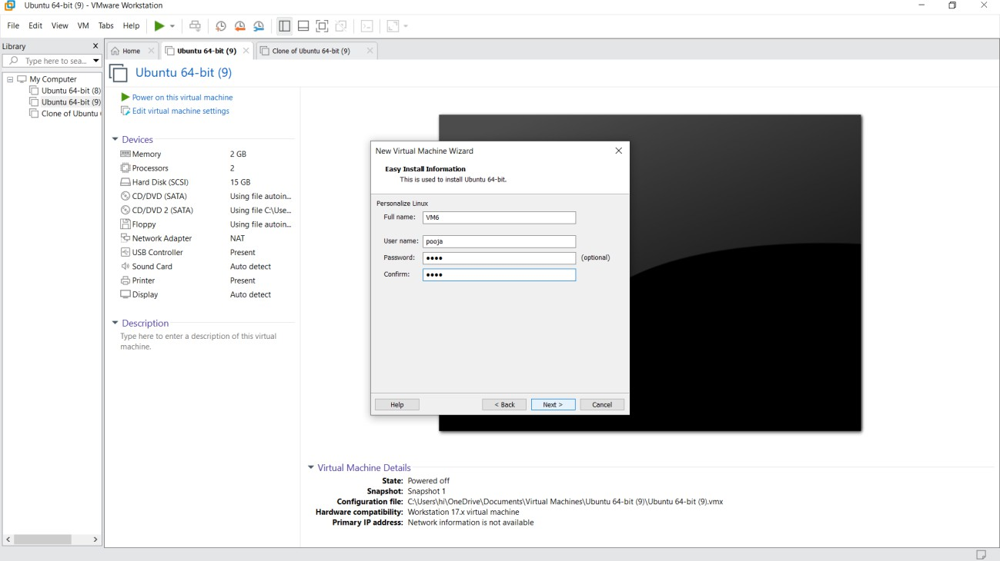 Ubuntu 64-bit (9) - VMware Workstation
File Edit View VM Tabs Help
Library X
Home Ubuntu 64-bit (9) Clone of Ubuntu 64-bit (9)
Type here to sea...
My Computer
Ubuntu 64-bit (8)
Ubuntu 64-bit (9)
Clone of Ubuntu
Ubuntu 64-bit (9)
Power on this virtual machine
Edit virtual machine settings
Devices
Memory 2 GB
Processors 2
Hard Disk (SCSI) 15 GB
CD/DVD (SATA) Using file autoin...
CD/DVD 2 (SATA) Using file C:\Use...
Floppy Using file autoin...
Network Adapter NAT
USB Controller Present
Sound Card Auto detect
Printer Present
Display Auto detect
Description
Type here to enter a description of this virtual
machine.
New Virtual Machine Wizard
Easy Install Information
This is used to install Ubuntu 64-bit.
Personalize Linux
Full name: VM6
User name: pooja
Password: •••• (optional)
Confirm: ••••
Help < Back Next > Cancel
Virtual Machine Details
State: Powered off
Snapshot: Snapshot 1
Configuration file: C:\Users\hi\OneDrive\Documents\Virtual Machines\Ubuntu 64-bit (9)\Ubuntu 64-bit (9).vmx
Hardware compatibility: Workstation 17.x virtual machine
Primary IP address: Network information is not available